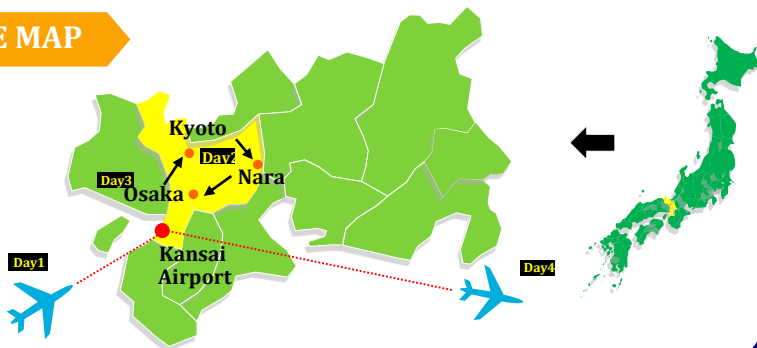 E MAP
Kyoto
Day2
Nara
Day3
Osaka
Kansai
Airport
Day1
Day4